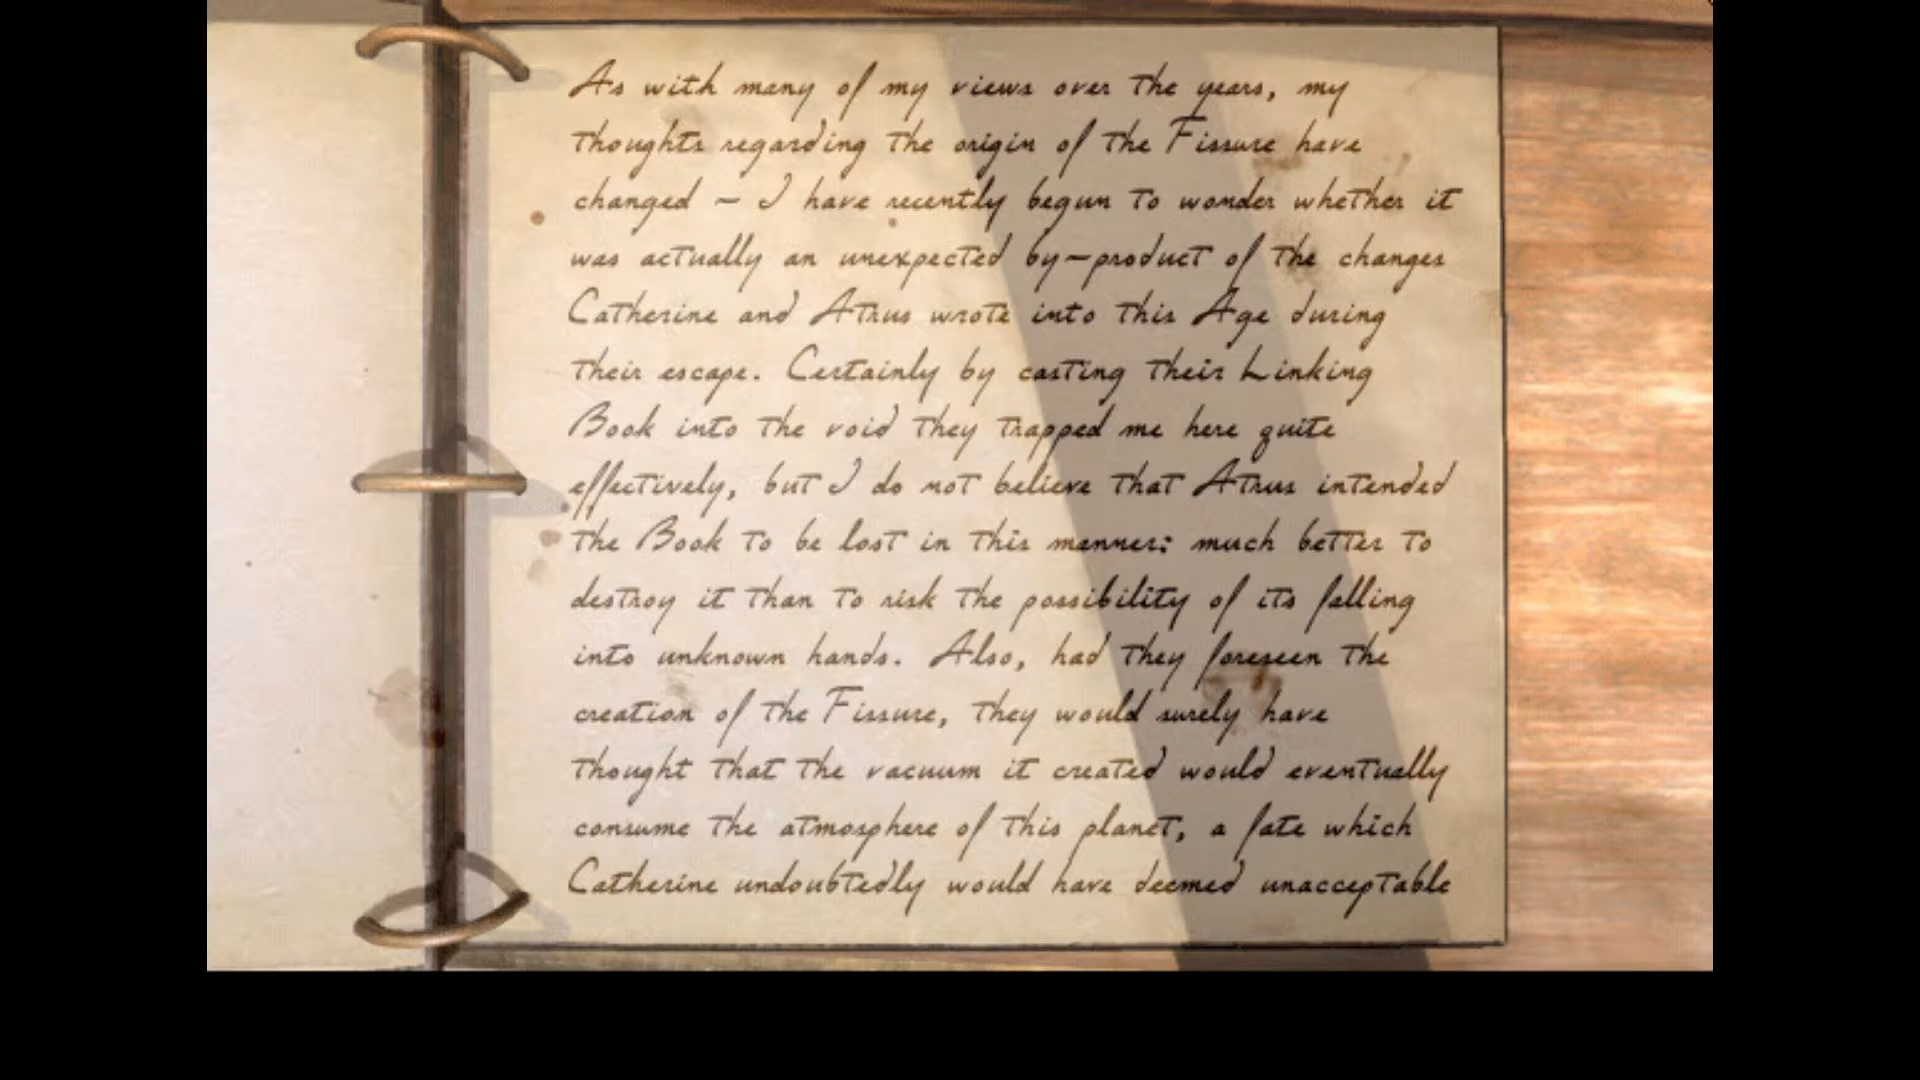 As with many of my views over the years, my
thoughts regarding the origin of the Fissure have
changed - I have recently begun to wonder whether it
was actually an unexpected by-product of the changes
Catherine and Atrus wrote into this Age during
their escape. Certainly by casting their Linking
Book into the void they trapped me here quite
effectively, but I do not believe that Atrus intended
the Book to be lost in this manner: much better to
destroy it than to risk the possibility of its falling
into unknown hands. Also, had they foreseen the
creation of the Fissure, they would surely have
thought that the vacuum it created would eventually
consume the atmosphere of this planet, a fate which
Catherine undoubtedly would have deemed unacceptable